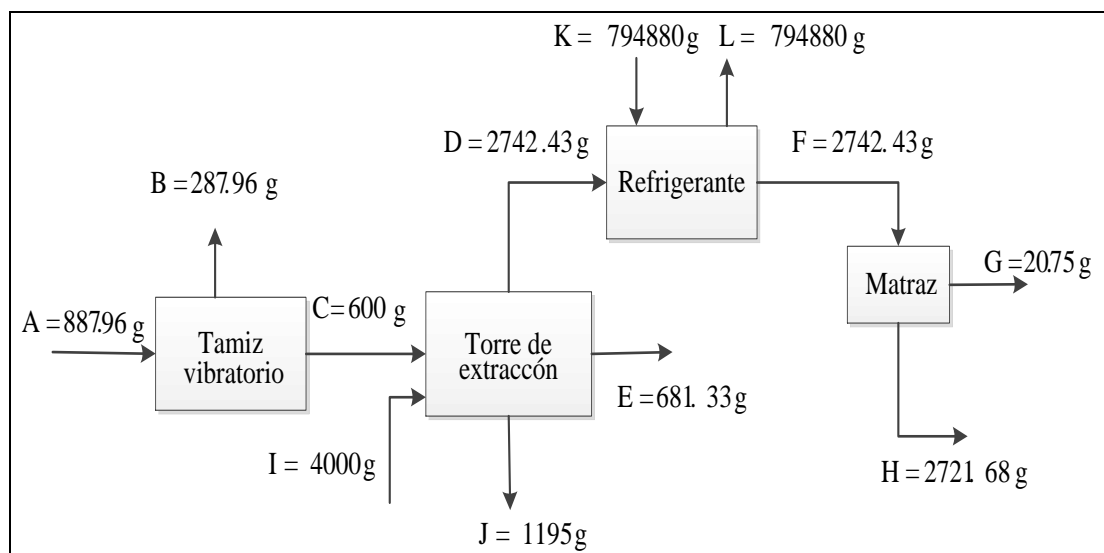 K = 794880 g L = 794880 g
D = 2742.43 g
Refrigerante
F = 2742.43 g
B = 287.96 g
Matraz
G = 20.75 g
A = 887.96 g
Tamiz
vibratorio
C= 600 g
Torre de
extraccón
E = 681.33 g
I = 4000 g
H = 2721.68 g
J = 1195 g